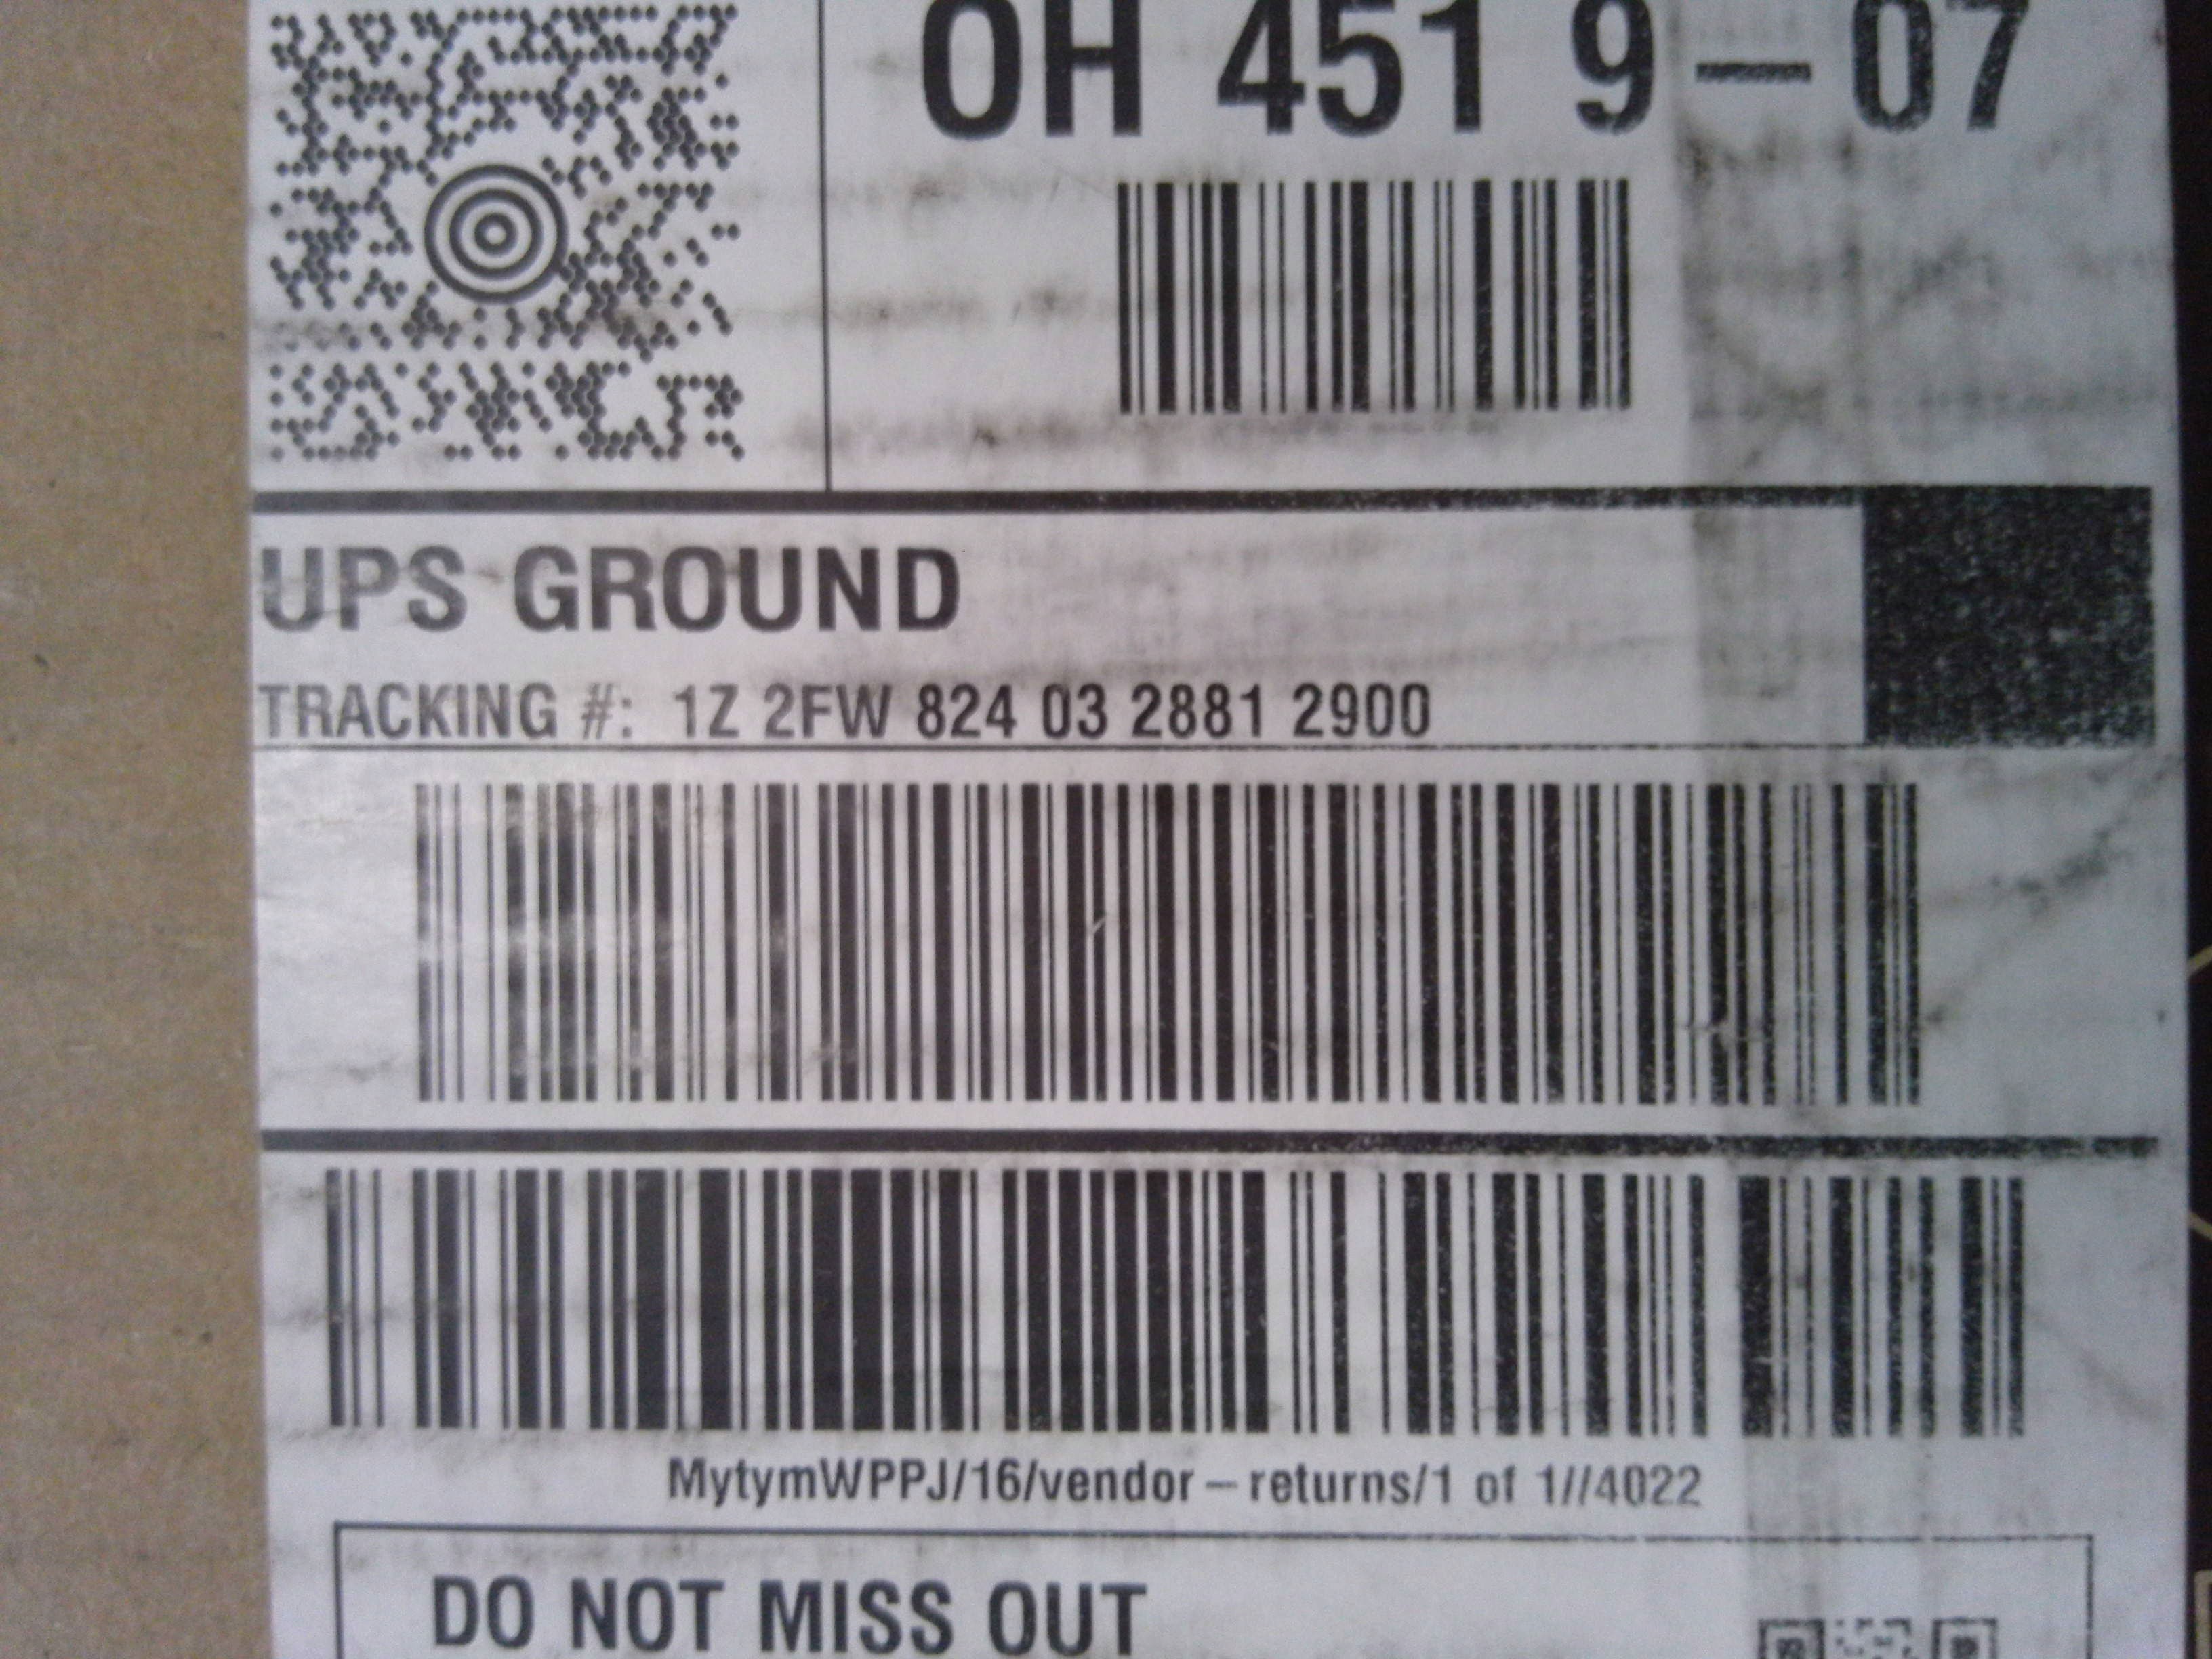 OH 451 9-07
UPS GROUND
TRACKING #: 1Z 2FW 824 03 2881 2900
MytymWPPJ/16/vendor-returns/1 of 1//4022
DO NOT MISS OUT